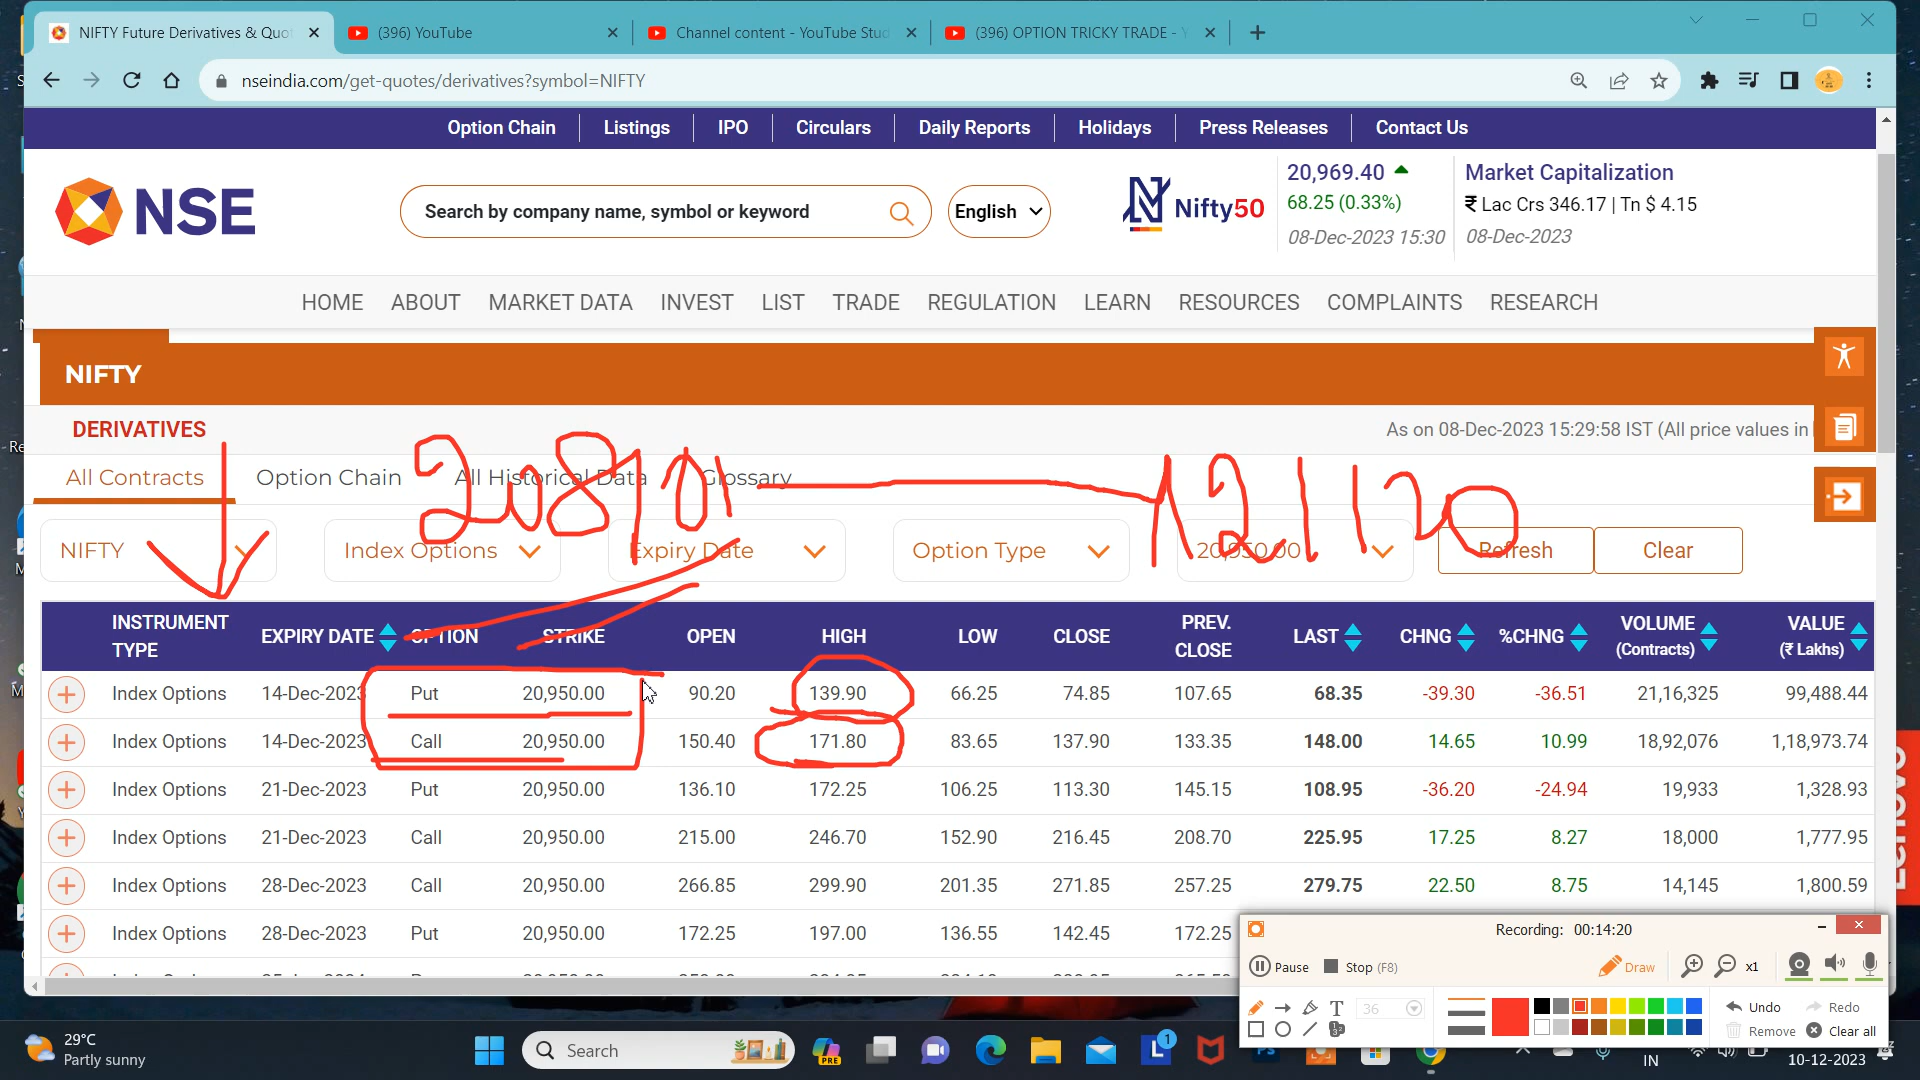 NIFTY Future Derivatives & Quo
(396) YouTube
Channel content - YouTube Stud
(396) OPTION TRICKY TRADE - Y
nseindia.com/get-quotes/derivatives?symbol=NIFTY
Option Chain Listings IPO Circulars Daily Reports Holidays Press Releases Contact Us
NSE
Search by company name, symbol or keyword
English
Nifty50
20,969.40
68.25 (0.33%)
08-Dec-2023 15:30
Market Capitalization
₹ Lac Crs 346.17 | Tn $ 4.15
08-Dec-2023
HOME ABOUT MARKET DATA INVEST LIST TRADE REGULATION LEARN RESOURCES COMPLAINTS RESEARCH
NIFTY
DERIVATIVES
As on 08-Dec-2023 15:29:58 IST (All price values in
All Contracts Option Chain All Historical Data Glossary
NIFTY Index Options Expiry Date Option Type 20,950.00 Refresh Clear
INSTRUMENT TYPE EXPIRY DATE OPTION STRIKE OPEN HIGH LOW CLOSE PREV. CLOSE LAST CHNG %CHNG VOLUME (Contracts) VALUE (₹ Lakhs)
Index Options 14-Dec-2023 Put 20,950.00 90.20 139.90 66.25 74.85 107.65 68.35 -39.30 -36.51 21,16,325 99,488.44
Index Options 14-Dec-2023 Call 20,950.00 150.40 171.80 83.65 137.90 133.35 148.00 14.65 10.99 18,92,076 1,18,973.74
Index Options 21-Dec-2023 Put 20,950.00 136.10 172.25 106.25 113.30 145.15 108.95 -36.20 -24.94 19,933 1,328.93
Index Options 21-Dec-2023 Call 20,950.00 215.00 246.70 152.90 216.45 208.70 225.95 17.25 8.27 18,000 1,777.95
Index Options 28-Dec-2023 Call 20,950.00 266.85 299.90 201.35 271.85 257.25 279.75 22.50 8.75 14,145 1,800.59
Index Options 28-Dec-2023 Put 20,950.00 172.25 197.00 136.55 142.45 172.25
Recording: 00:14:20
Pause Stop (F8) Draw x1
T 36 Undo Redo
Remove Clear all
29°C
Partly sunny
Search
PRE
1
IN
10-12-2023